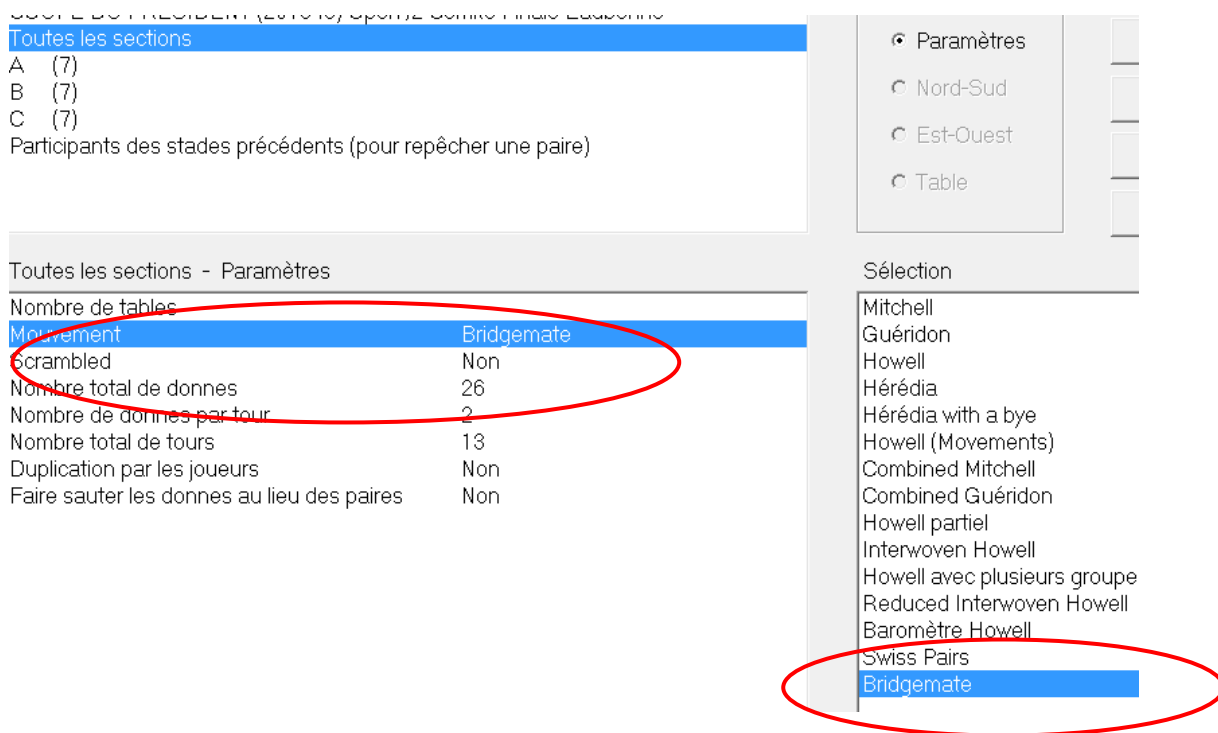 Toutes les sections
A (7)
B (7)
C (7)
Participants des stades précédents (pour repêcher une paire)
Paramètres
Nord-Sud
Est-Ouest
Table
Toutes les sections - Paramètres
Nombre de tables
Mouvement Bridgemate
Scrambled Non
Nombre total de donnes 26
Nombre de donnes par tour 2
Nombre total de tours 13
Duplication par les joueurs Non
Faire sauter les donnes au lieu des paires Non
Sélection
Mitchell
Guéridon
Howell
Hérédia
Hérédia with a bye
Howell (Movements)
Combined Mitchell
Combined Guéridon
Howell partiel
Interwoven Howell
Howell avec plusieurs groupe
Reduced Interwoven Howell
Baromètre Howell
Swiss Pairs
Bridgemate